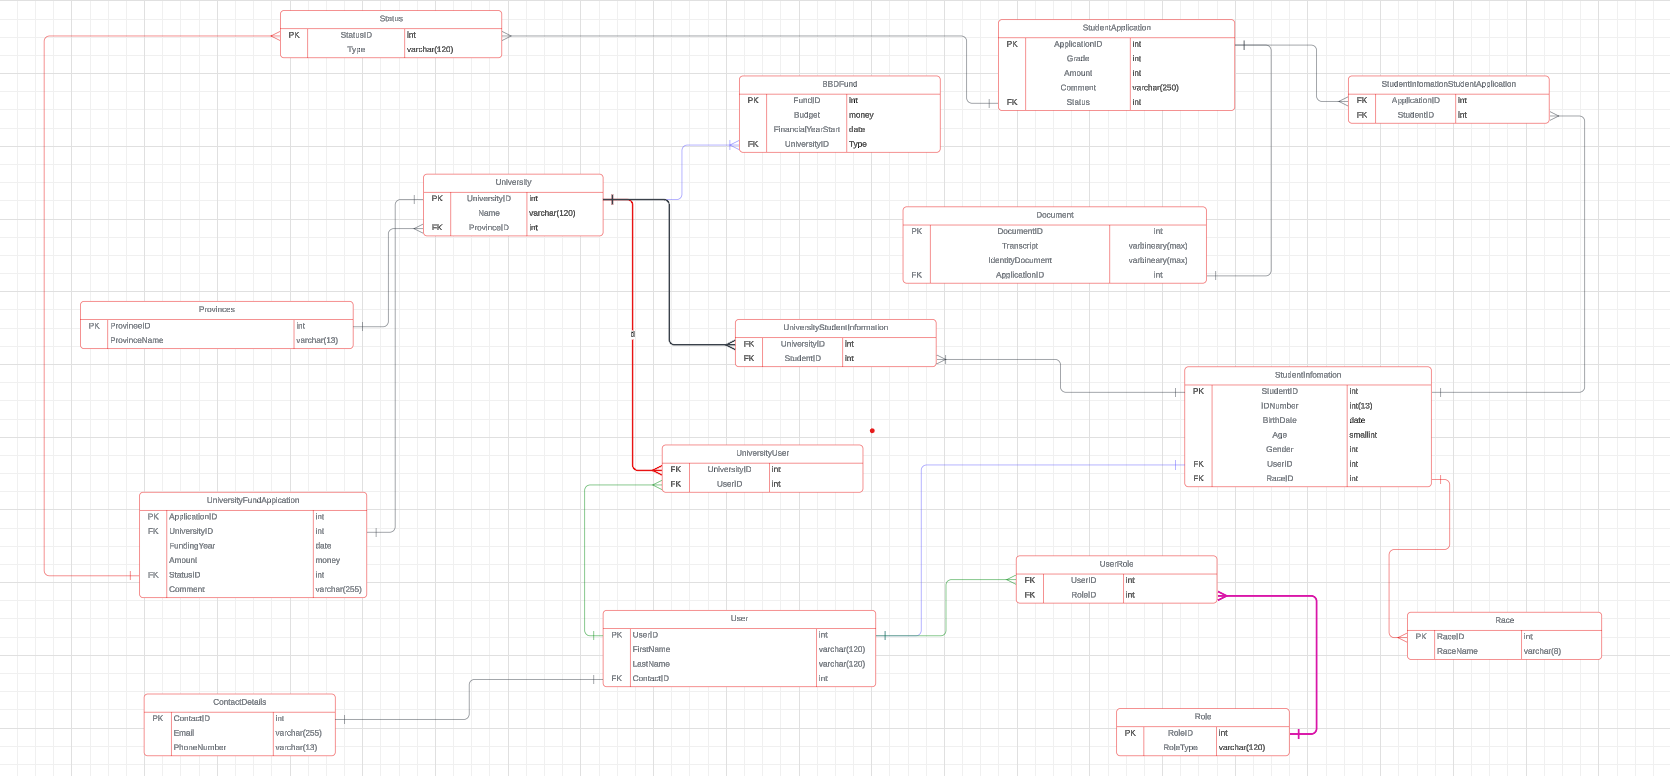 Status
PK StatusID int
Type varchar(120)
StudentApplication
PK ApplicationID int
Grade int
Amount int
Comment varchar(250)
FK Status int
BBDFund
PK FundID int
Budget money
FinancialYearStart date
FK UniversityID Type
StudentInfomationStudentApplication
FK ApplicationID int
FK StudentID int
University
PK UniversityID int
Name varchar(120)
FK ProvinceID int
Document
PK DocumentID int
Transcript varbineary(max)
IdentityDocument varbineary(max)
FK ApplicationID int
Provinces
PK ProvinceID int
ProvinceName varchar(13)
UniversityStudentInformation
FK UniversityID int
FK StudentID int
StudentInfomation
PK StudentID int
IDNumber int(13)
BirthDate date
Age smallint
Gender int
FK UserID int
FK RaceID int
UniversityUser
FK UniversityID int
FK UserID int
UniversityFundAppication
PK ApplicationID int
FK UniversityID int
FundingYear date
Amount money
FK StatusID int
Comment varchar(255)
UserRole
FK UserID int
FK RoleID int
User
PK UserID int
FirstName varchar(120)
LastName varchar(120)
FK ContactID int
Race
PK RaceID int
RaceName varchar(8)
ContactDetails
PK ContactID int
Email varchar(255)
PhoneNumber varchar(13)
Role
PK RoleID int
RoleType varchar(120)